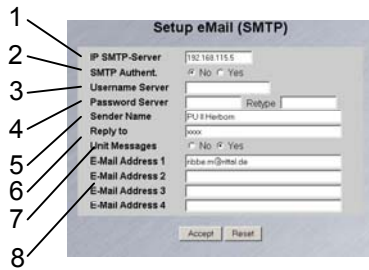 Setup eMail (SMTP)
1
2
3
4
5
6
7
8
IP SMTP-Server 192.168.115.5
SMTP Authent. No Yes
Username Server
Password Server Retype
Sender Name PU II Herborn
Reply to xxxx
Unit Messages No Yes
E-Mail Address 1 ribbe.m@rittal.de
E-Mail Address 2
E-Mail Address 3
E-Mail Address 4
Accept Reset